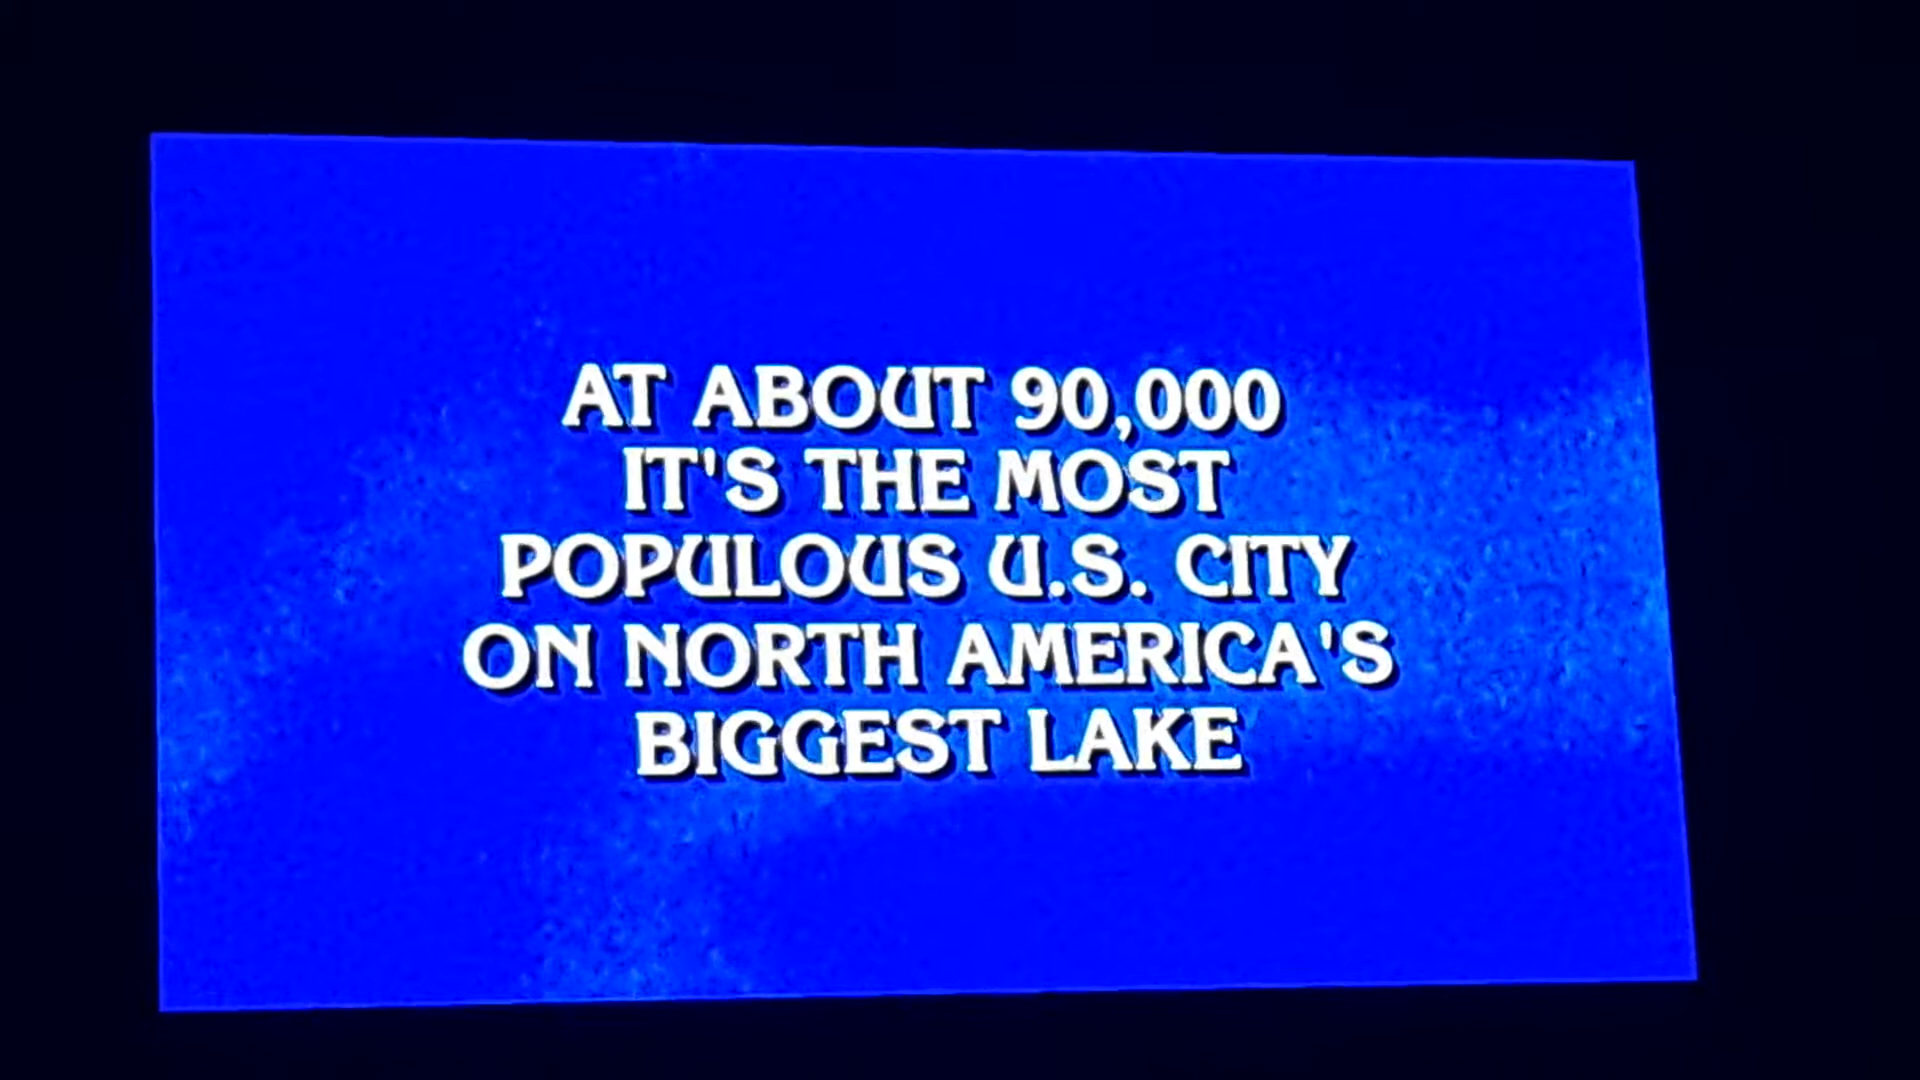 AT ABOUT 90,000
IT'S THE MOST
POPULOUS U.S. CITY
ON NORTH AMERICA'S
BIGGEST LAKE